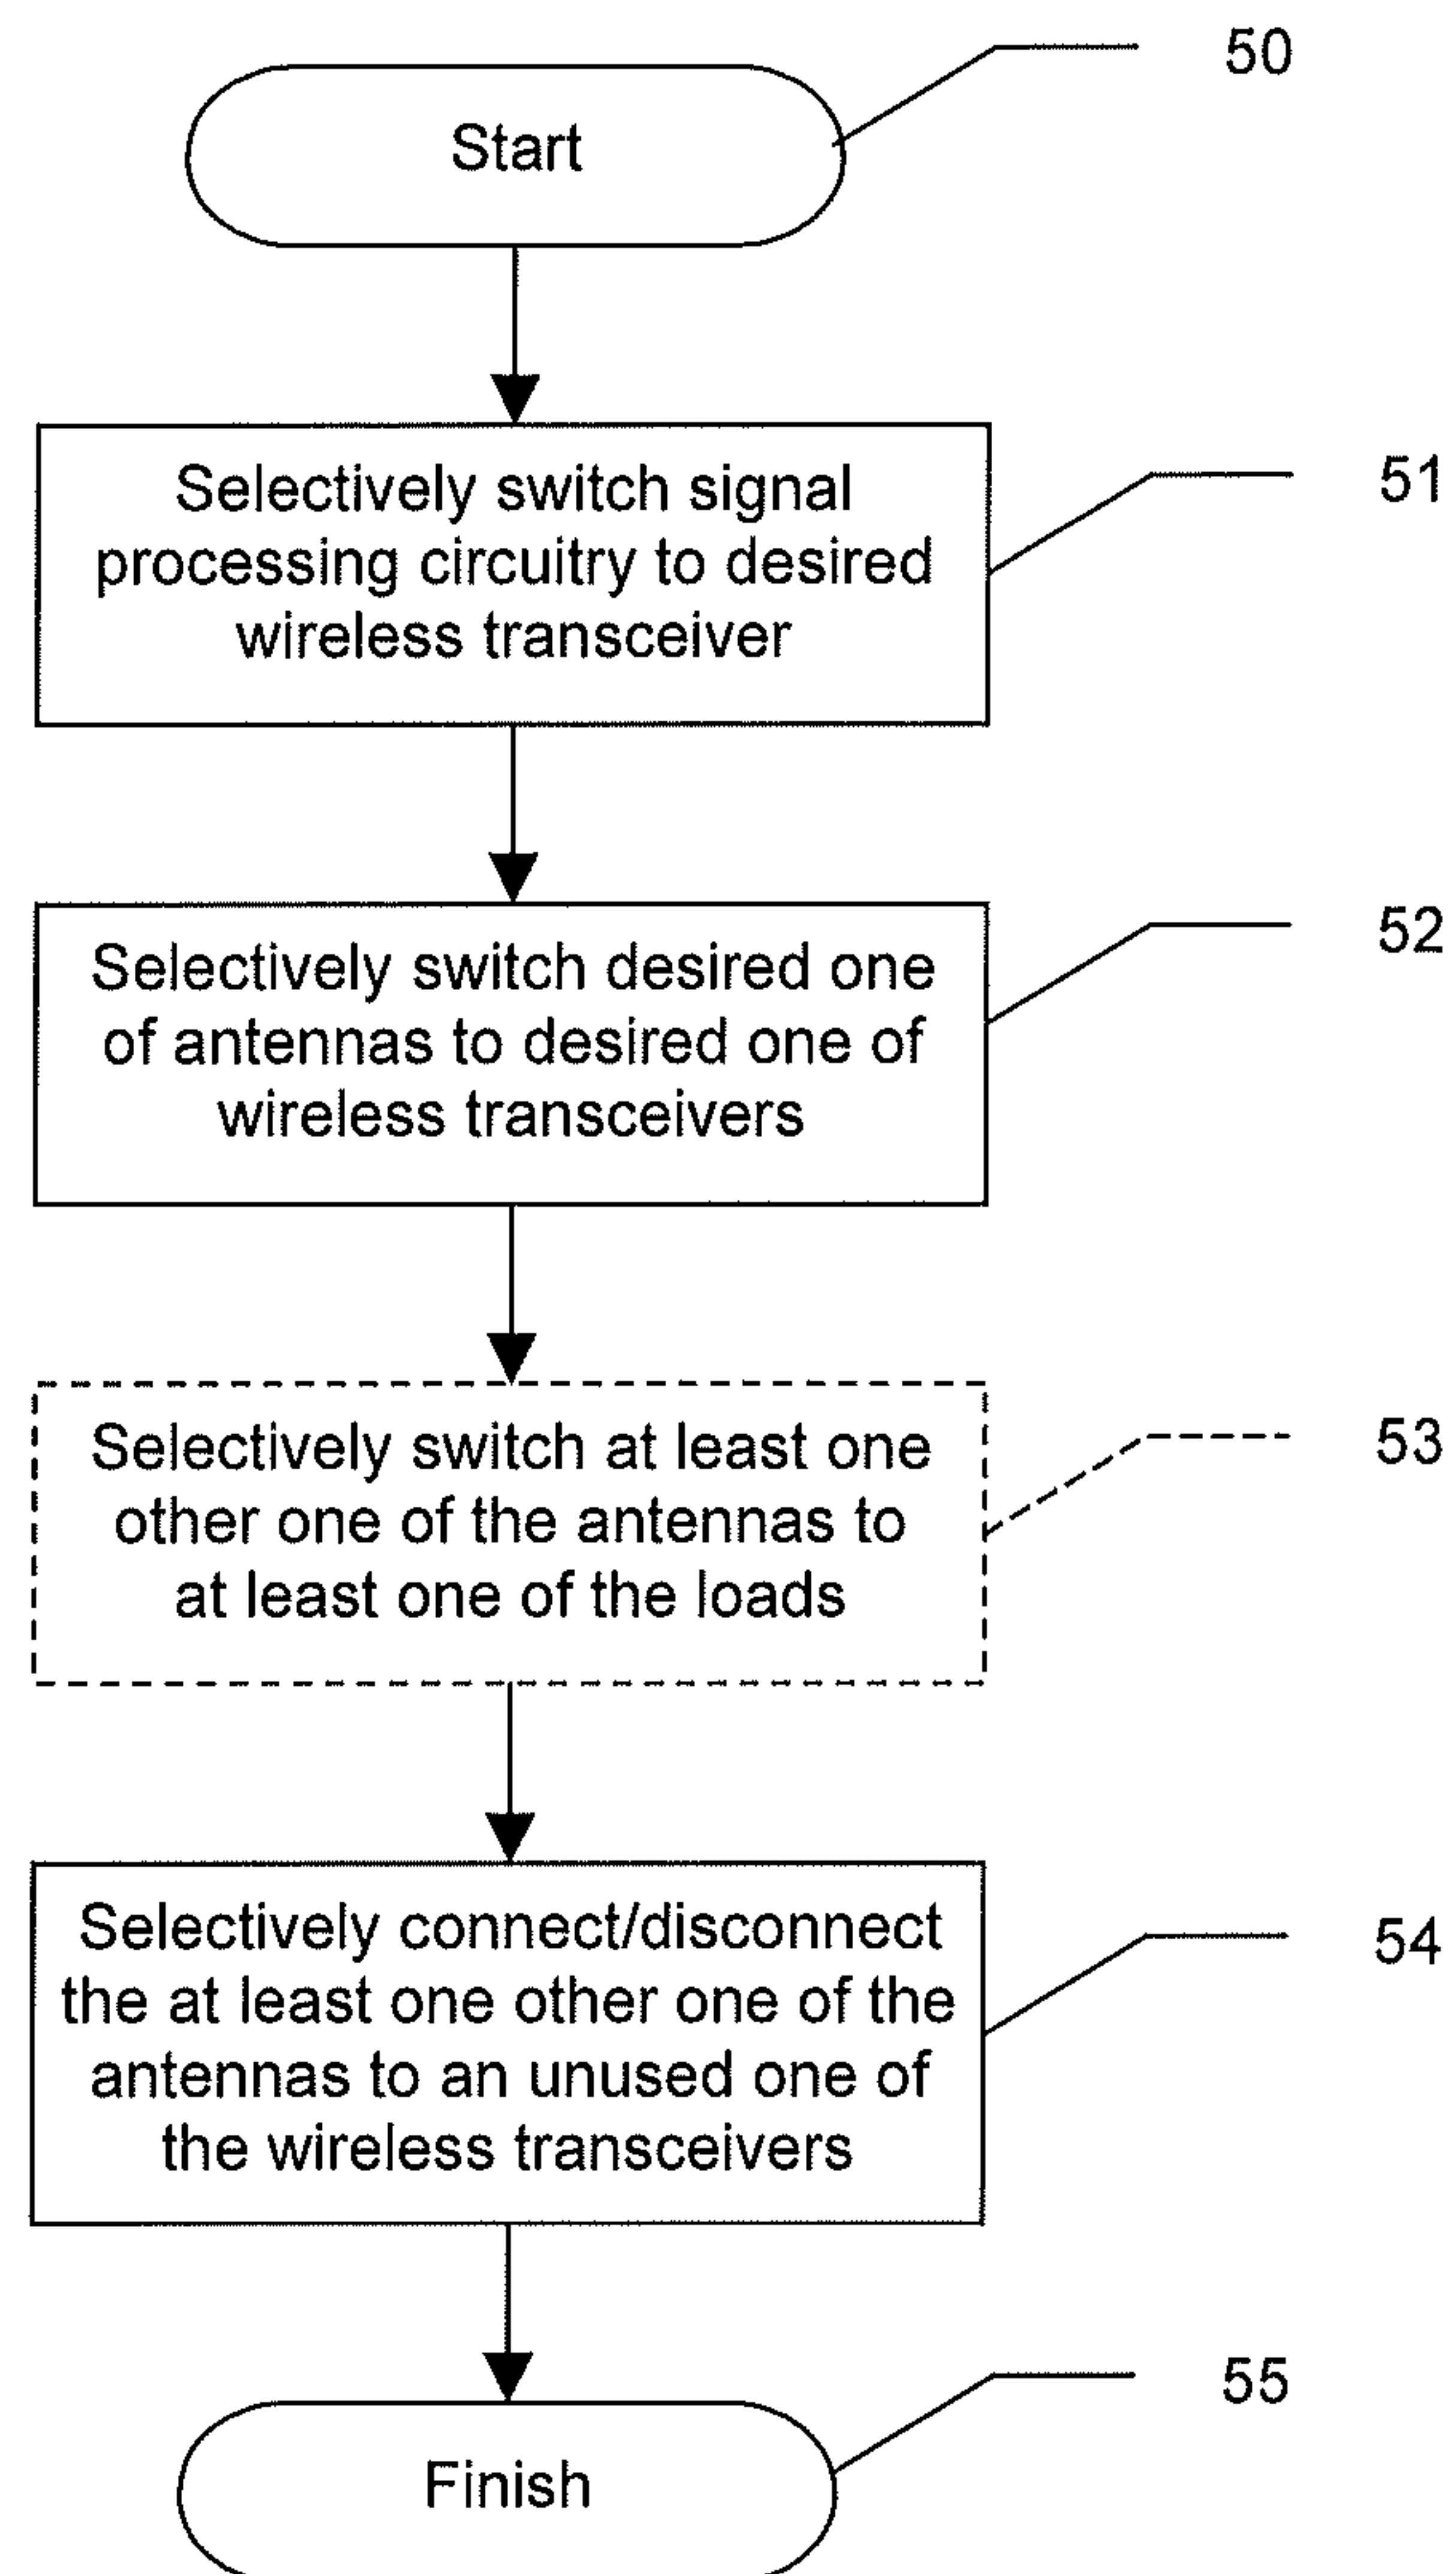 50
Start
51
Selectively switch signal
processing circuitry to desired
wireless transceiver
52
Selectively switch desired one
of antennas to desired one of
wireless transceivers
53
Selectively switch at least one
other one of the antennas to
at least one of the loads
54
Selectively connect/disconnect
the at least one other one of the
antennas to an unused one of
the wireless transceivers
55
Finish